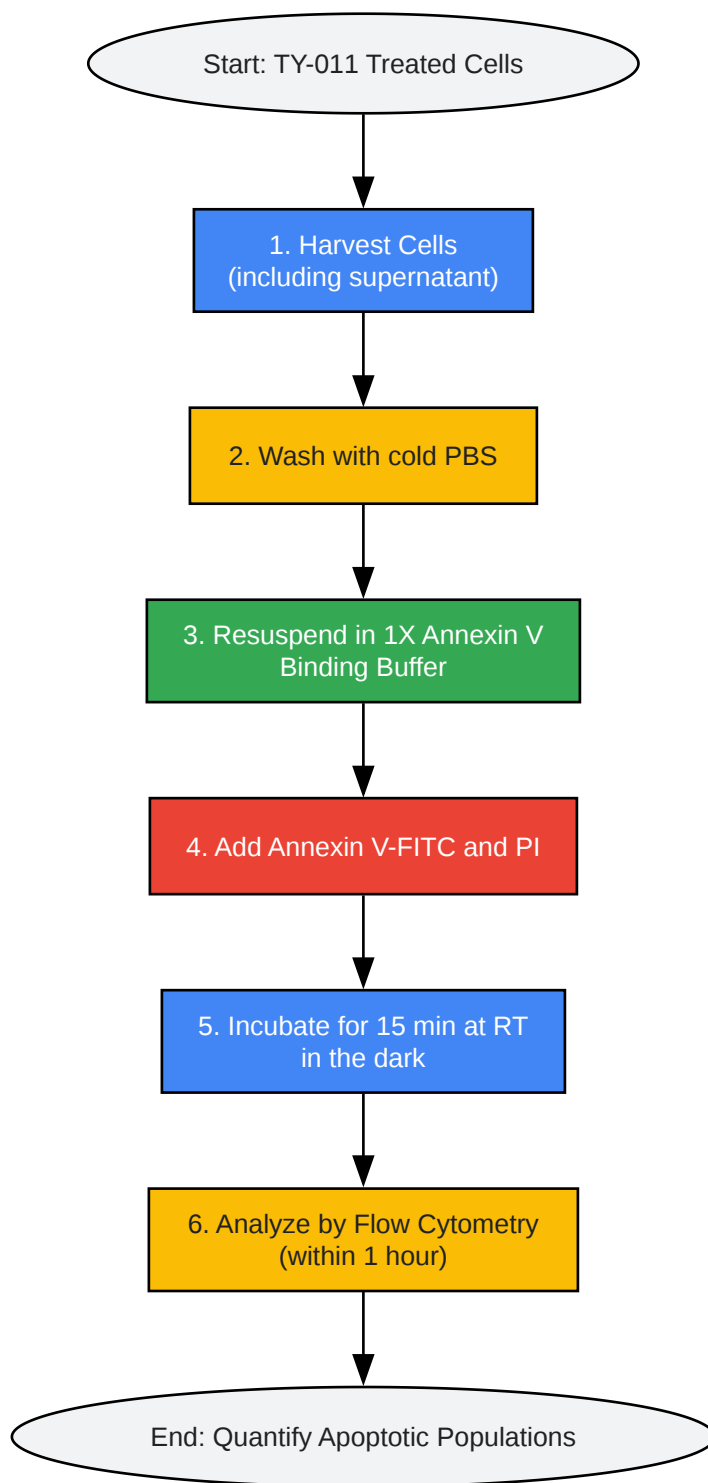 Start: TY-011 Treated Cells
1. Harvest Cells
(including supernatant)
2. Wash with cold PBS
3. Resuspend in 1X Annexin V
Binding Buffer
4. Add Annexin V-FITC and PI
5. Incubate for 15 min at RT
in the dark
6. Analyze by Flow Cytometry
(within 1 hour)
End: Quantify Apoptotic Populations